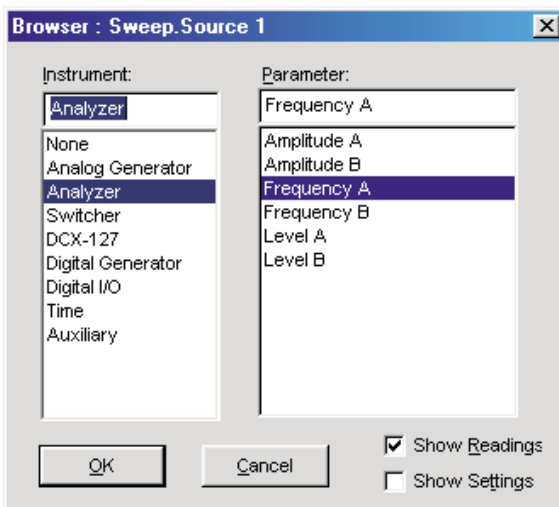 Browser : Sweep.Source 1
Instrument:
Analyzer
None
Analog Generator
Analyzer
Switcher
DCX-127
Digital Generator
Digital I/O
Time
Auxiliary
Parameter:
Frequency A
Amplitude A
Amplitude B
Frequency A
Frequency B
Level A
Level B
OK
Cancel
Show Readings
Show Settings